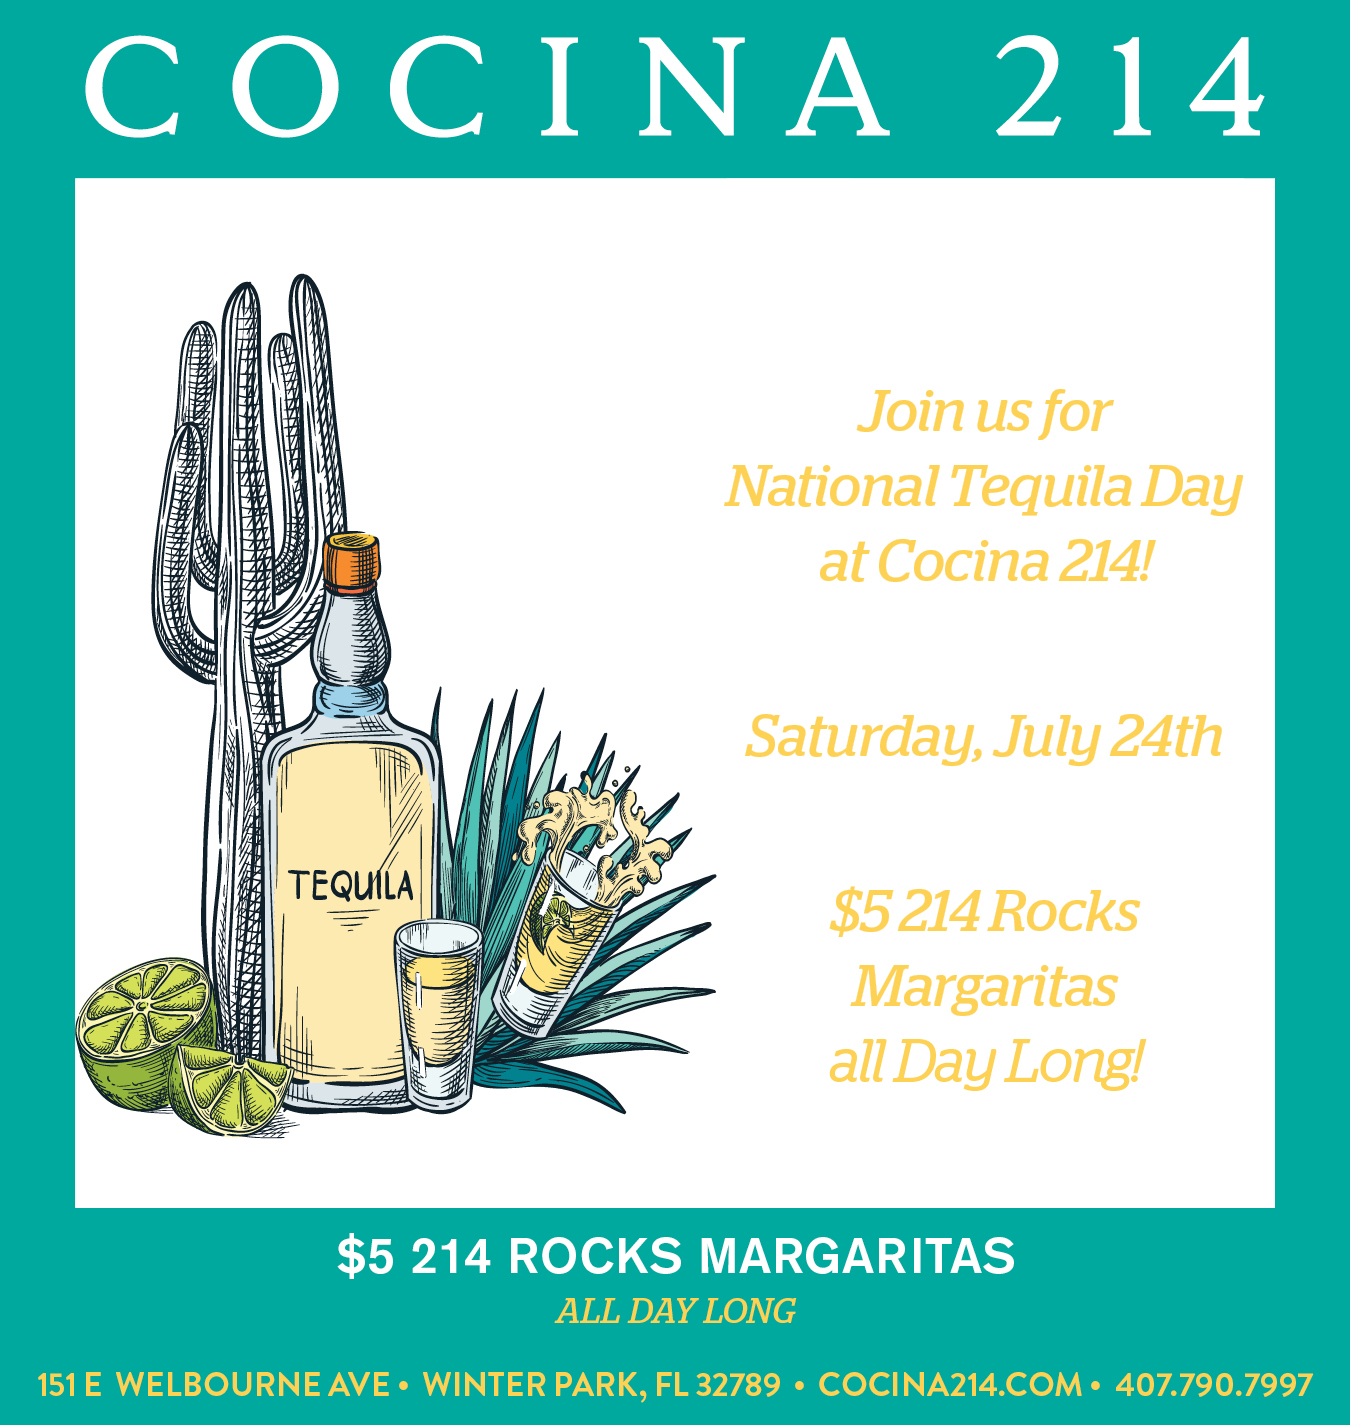 COCINA 214
Join us for
National Tequila Day
at Cocina 214!
Saturday, July 24th
$5 214 Rocks
Margaritas
all Day Long!
TEQUILA
$5 214 ROCKS MARGARITAS
ALL DAY LONG
151 E WELBOURNE AVE • WINTER PARK, FL 32789 • COCINA214.COM • 407.790.7997